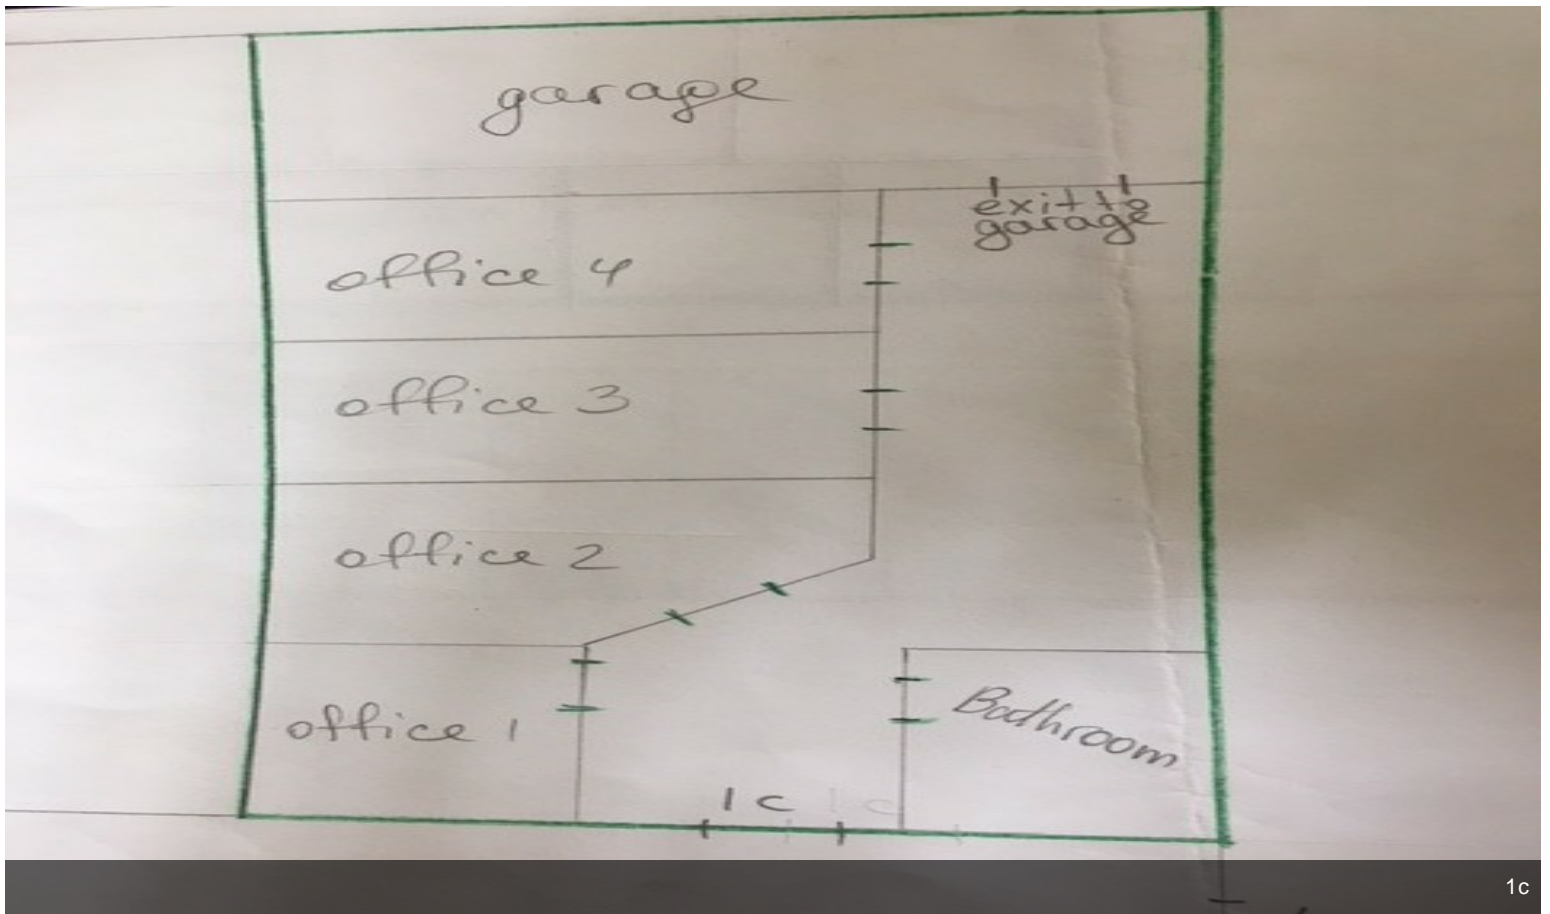 garage
exit to
garage
office 4
office 3
office 2
office 1
Bathroom
1c
1c